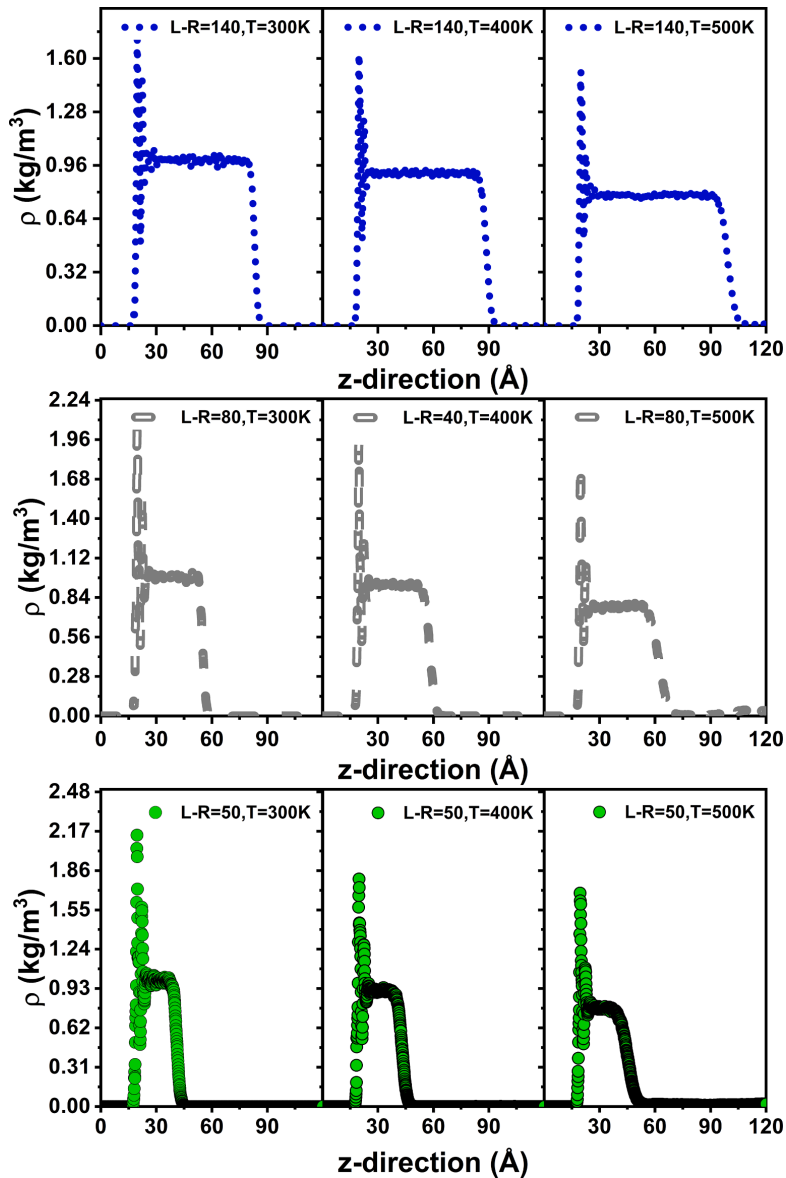 L-R=140,T=300K L-R=140,T=400K L-R=140,T=500K
1.60
1.28
0.96
0.64
0.32
0.00
ρ (kg/m³)
0 30 60 90 30 60 90 30 60 90 120
z-direction (Å)
L-R=80,T=300K L-R=40,T=400K L-R=80,T=500K
2.24
1.96
1.68
1.40
1.12
0.84
0.56
0.28
0.00
ρ (kg/m³)
0 30 60 90 30 60 90 30 60 90 120
z-direction (Å)
L-R=50,T=300K L-R=50,T=400K L-R=50,T=500K
2.48
2.17
1.86
1.55
1.24
0.93
0.62
0.31
0.00
ρ (kg/m³)
0 30 60 90 30 60 90 30 60 90 120
z-direction (Å)